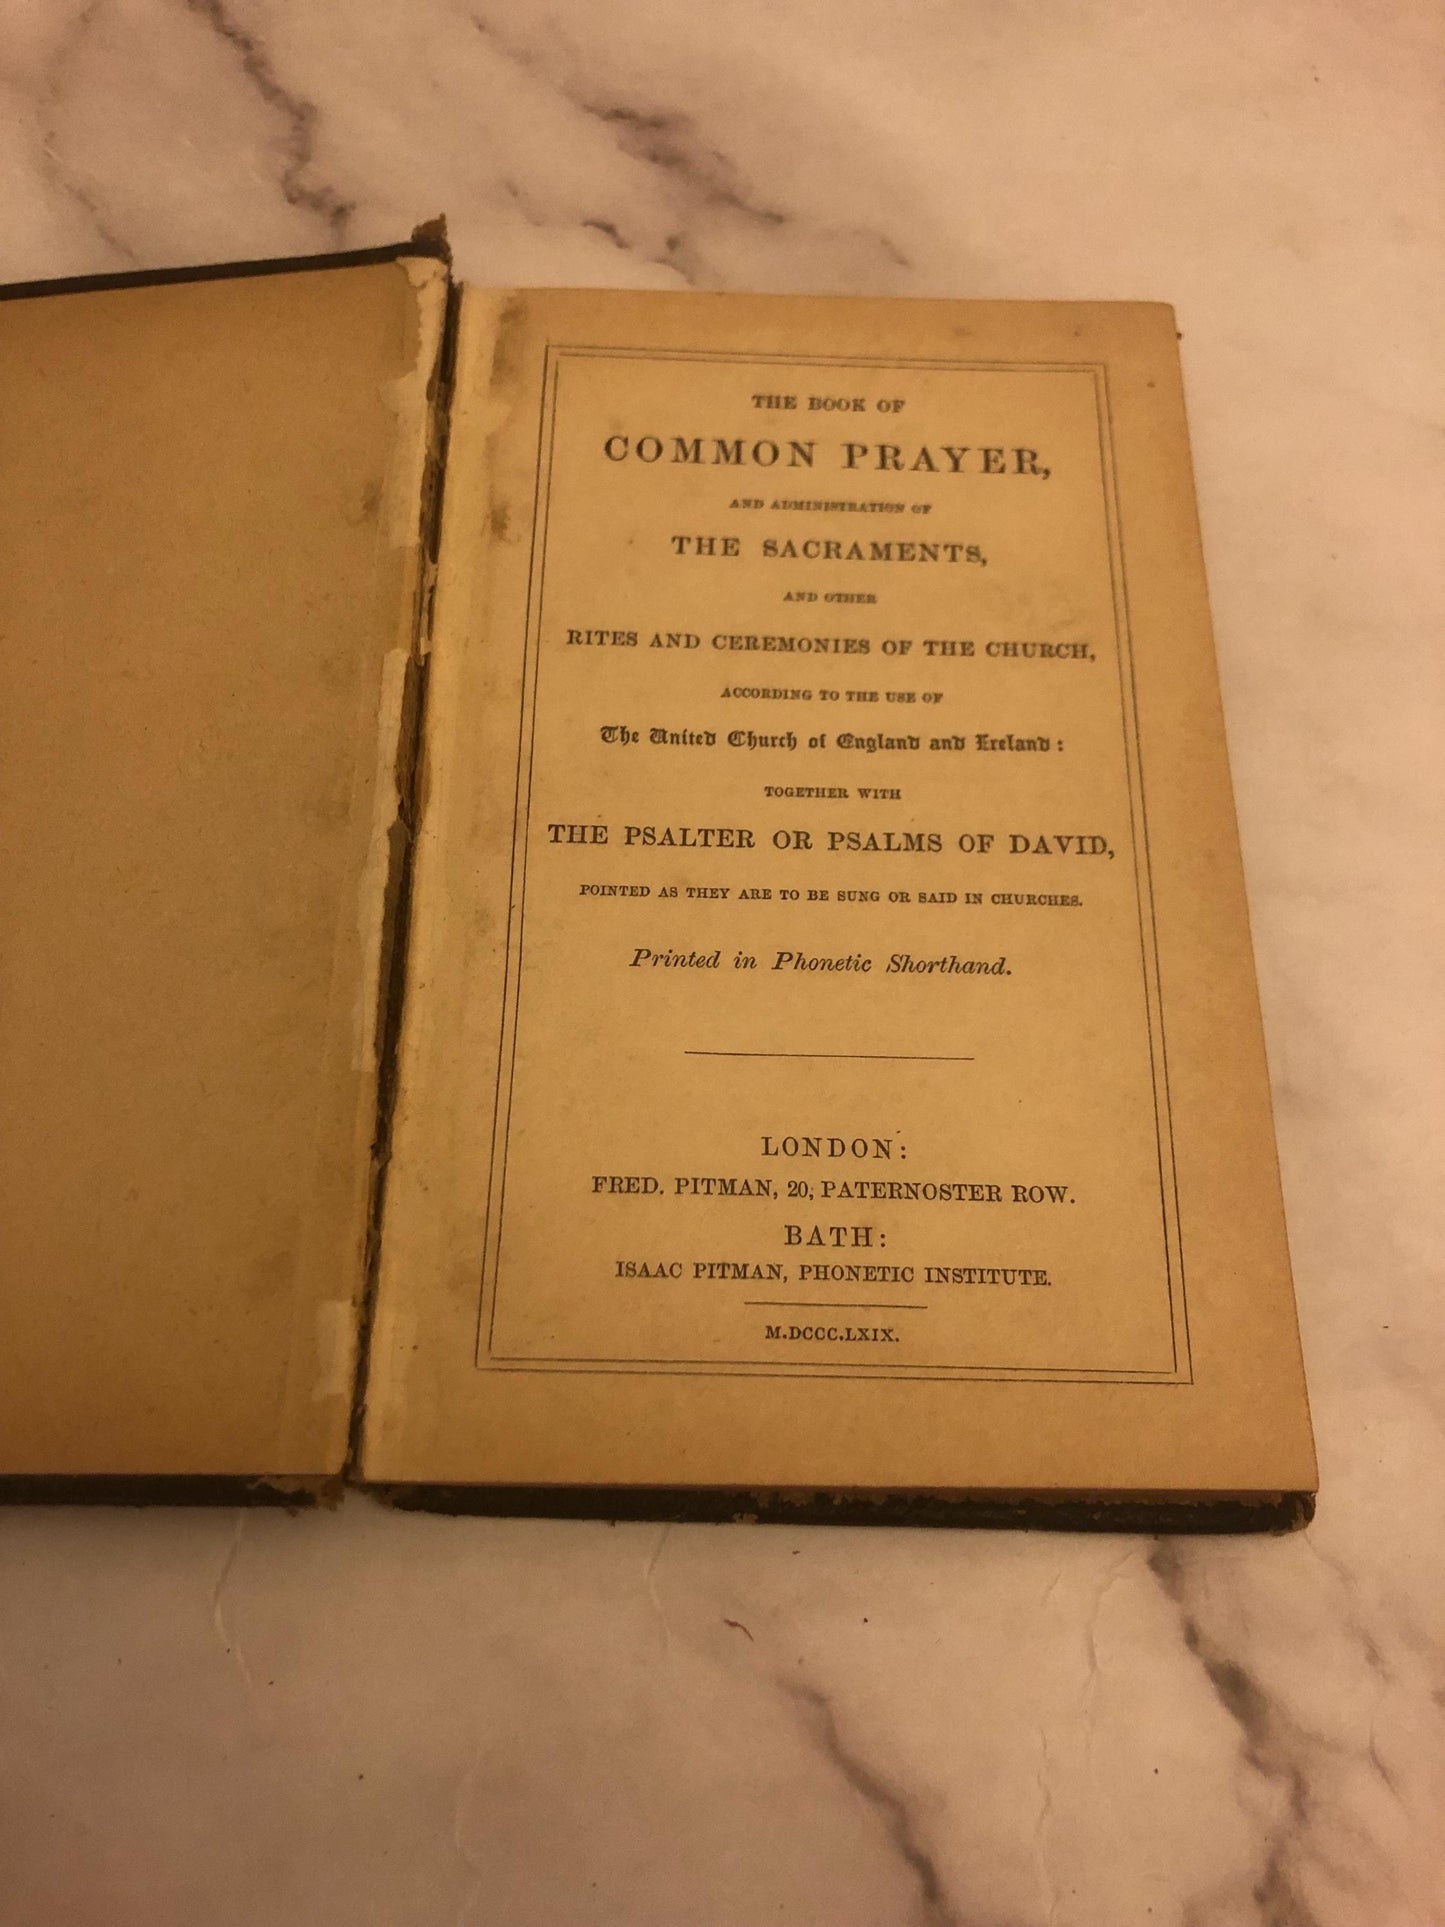 THE BOOK OF
COMMON PRAYER,
AND ADMINISTRATION OF
THE SACRAMENTS,
AND OTHER
RITES AND CEREMONIES OF THE CHURCH,
ACCORDING TO THE USE OF
The United Church of England and Ireland:
TOGETHER WITH
THE PSALTER OR PSALMS OF DAVID,
POINTED AS THEY ARE TO BE SUNG OR SAID IN CHURCHES.
Printed in Phonetic Shorthand.
LONDON:
FRED. PITMAN, 20, PATERNOSTER ROW.
BATH:
ISAAC PITMAN, PHONETIC INSTITUTE.
M.DCCC.LXIX.